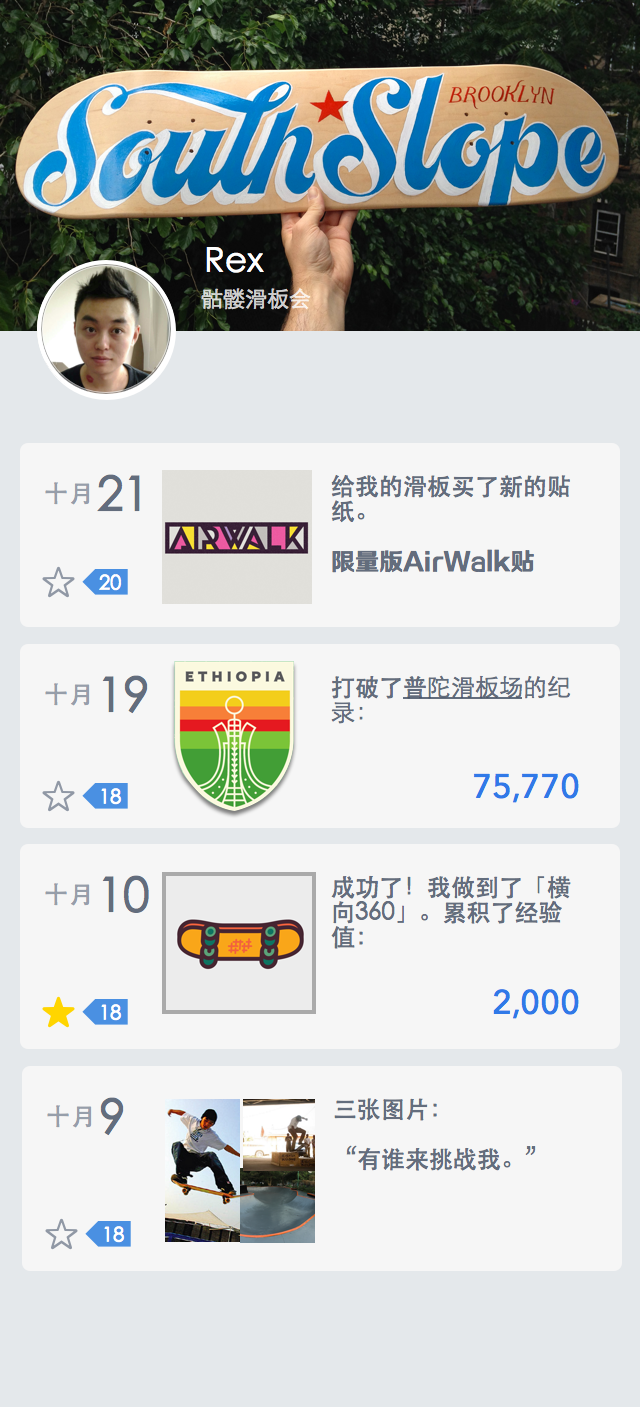 South Slope
BROOKLYN
Rex
骷髅滑板会
十月21
AIRWALK
给我的滑板买了新的贴
纸。
限量版AirWalk贴
20
十月19
ETHIOPIA
打破了普陀滑板场的纪
录：
75,770
18
十月10
成功了！我做到了「横
向360」。累积了经验
值：
2,000
18
十月9
三张图片：
“有谁来挑战我。”
18